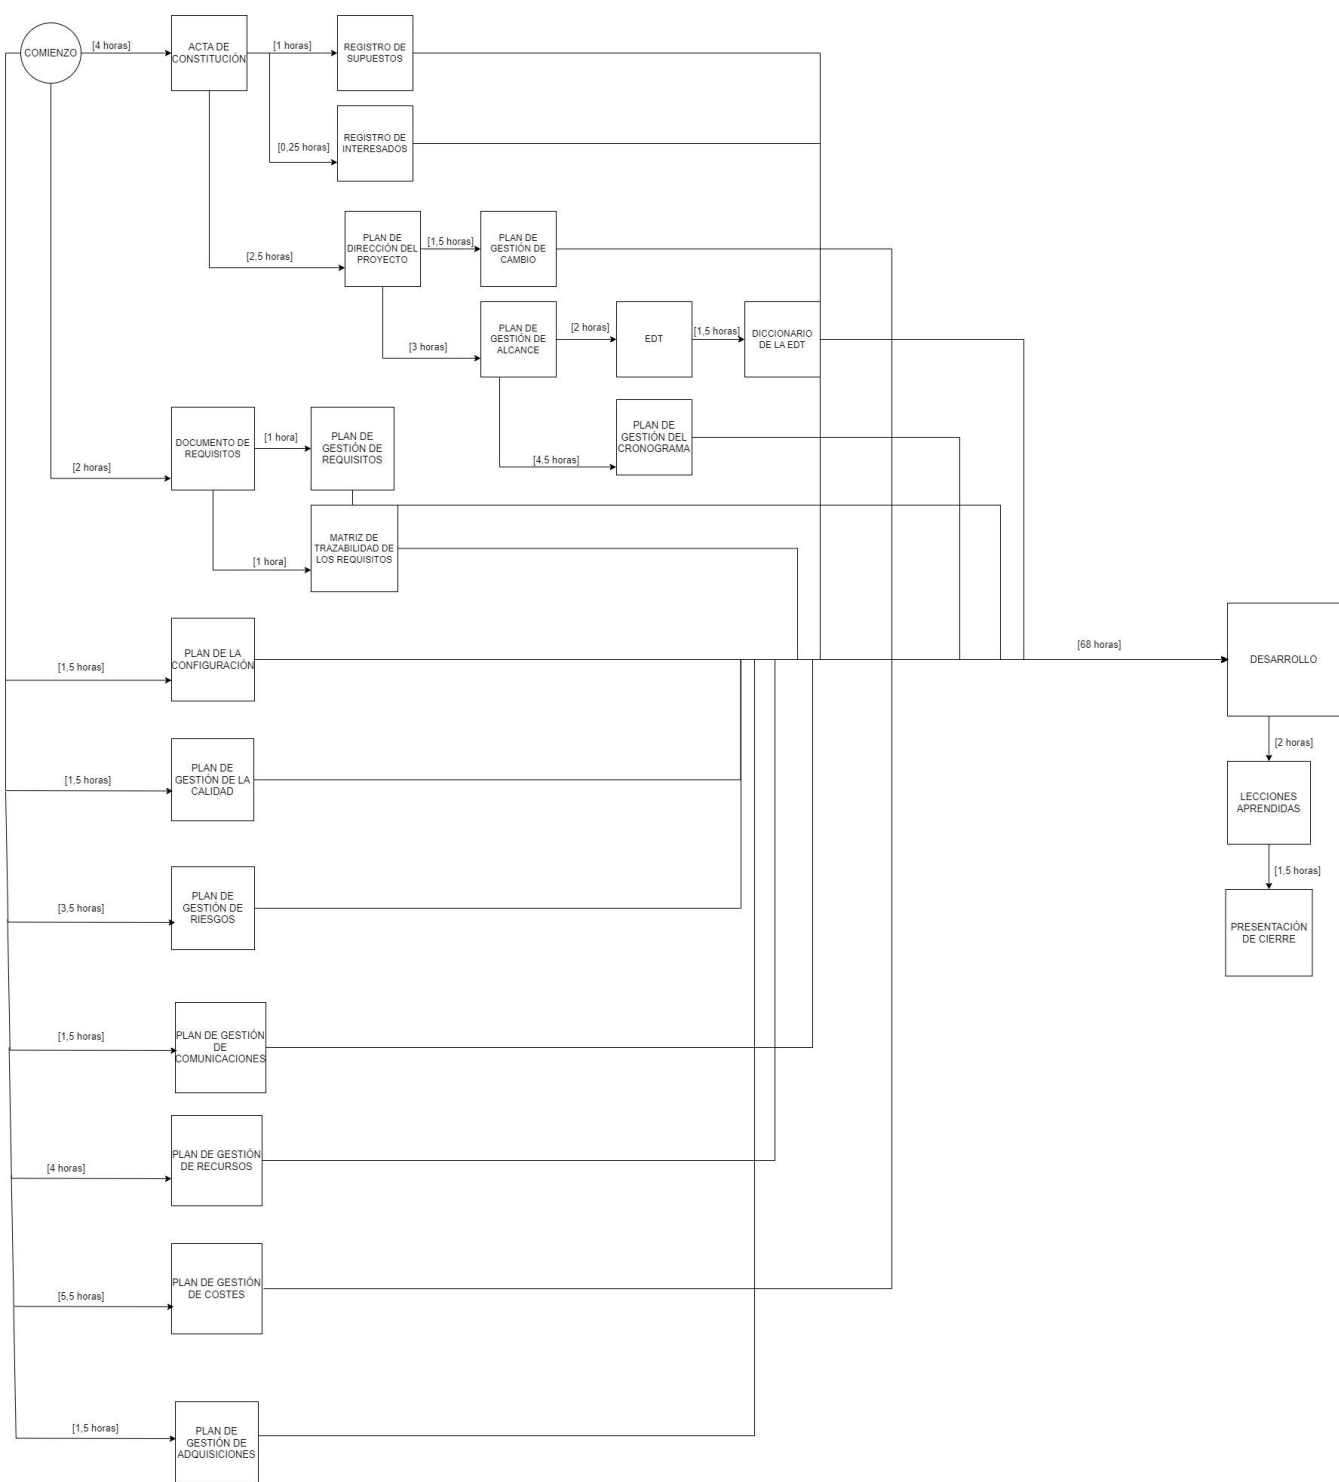 COMIENZO
[4 horas]
ACTA DE
CONSTITUCIÓN
[1 horas]
REGISTRO DE
SUPUESTOS
[0,25 horas]
REGISTRO DE
INTERESADOS
[2,5 horas]
PLAN DE
DIRECCIÓN DEL
PROYECTO
[1,5 horas]
PLAN DE
GESTIÓN DE
CAMBIO
[3 horas]
PLAN DE
GESTIÓN DE
ALCANCE
[2 horas]
EDT
[1,5 horas]
DICCIONARIO
DE LA EDT
[4,5 horas]
PLAN DE
GESTIÓN DEL
CRONOGRAMA
[2 horas]
DOCUMENTO DE
REQUISITOS
[1 hora]
PLAN DE
GESTIÓN DE
REQUISITOS
[1 hora]
MATRIZ DE
TRAZABILIDAD DE
LOS REQUISITOS
[1,5 horas]
PLAN DE LA
CONFIGURACIÓN
[68 horas]
DESARROLLO
[2 horas]
LECCIONES
APRENDIDAS
[1,5 horas]
PRESENTACIÓN
DE CIERRE
[1,5 horas]
PLAN DE
GESTIÓN DE LA
CALIDAD
[3,5 horas]
PLAN DE
GESTIÓN DE
RIESGOS
[1,5 horas]
PLAN DE GESTIÓN
DE
COMUNICACIONES
[4 horas]
PLAN DE GESTIÓN
DE RECURSOS
[5,5 horas]
PLAN DE GESTIÓN
DE COSTES
[1,5 horas]
PLAN DE
GESTIÓN DE
ADQUISICIONES